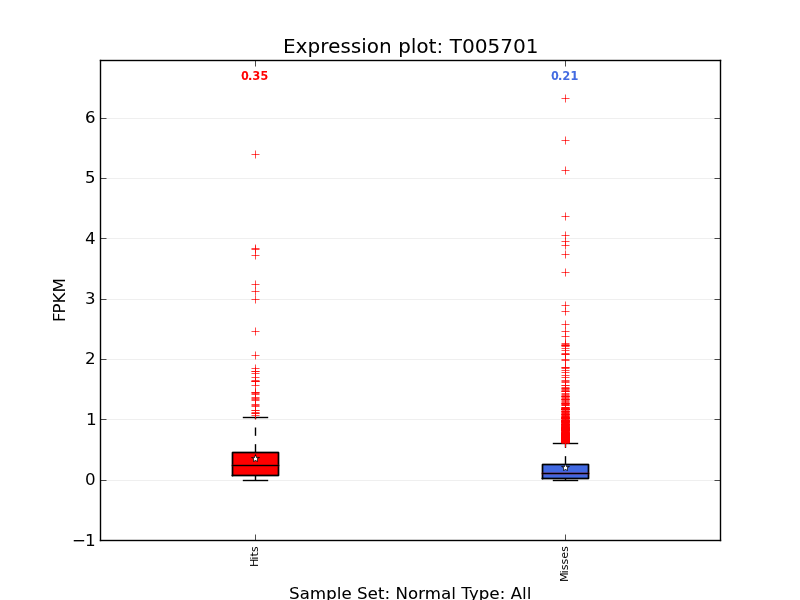 Expression plot: T005701
0.35 0.21
6
5
4
3
2
1
0
−1
FPKM
Hits
Misses
Sample Set: Normal Type: All